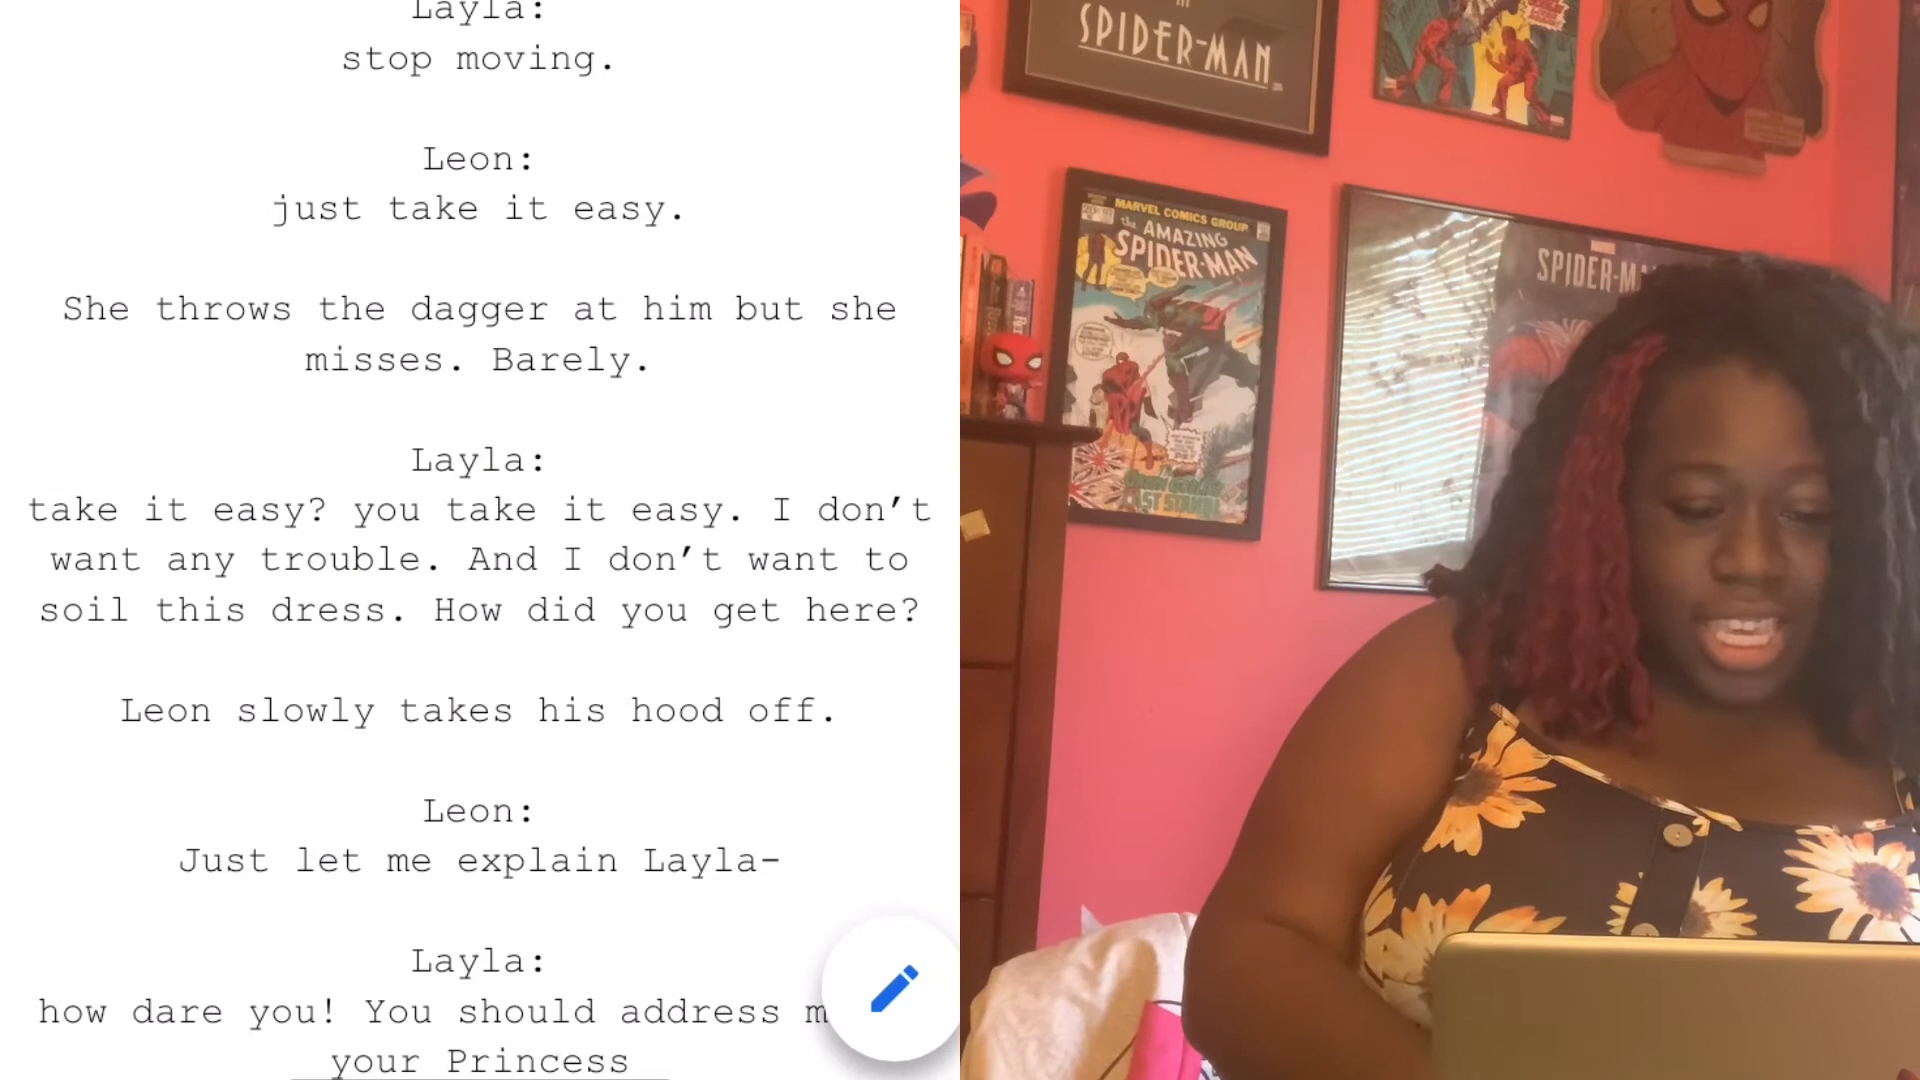 Layla:
stop moving.
Leon:
just take it easy.
She throws the dagger at him but she
misses. Barely.
Layla:
take it easy? you take it easy. I don’t
want any trouble. And I don’t want to
soil this dress. How did you get here?
Leon slowly takes his hood off.
Leon:
Just let me explain Layla-
Layla:
how dare you! You should address
your Princess
SPIDER-MAN
MARVEL COMICS GROUP
the AMAZING
SPIDER-MAN
SPIDER-MA